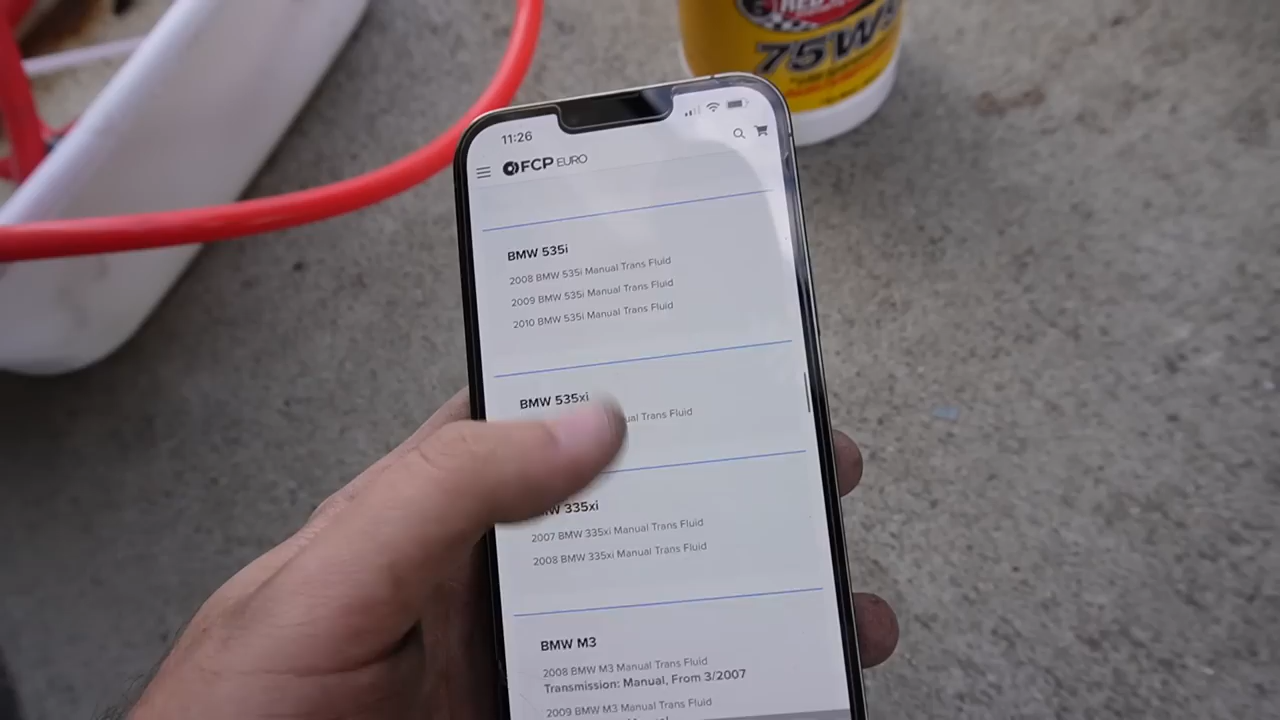 75W9
11:26
FCP EURO
BMW 535i
2008 BMW 535i Manual Trans Fluid
2009 BMW 535i Manual Trans Fluid
2010 BMW 535i Manual Trans Fluid
BMW 535xi
ual Trans Fluid
W 335xi
2007 BMW 335xi Manual Trans Fluid
2008 BMW 335xi Manual Trans Fluid
BMW M3
2008 BMW M3 Manual Trans Fluid
Transmission: Manual, From 3/2007
2009 BMW M3 Manual Trans Fluid